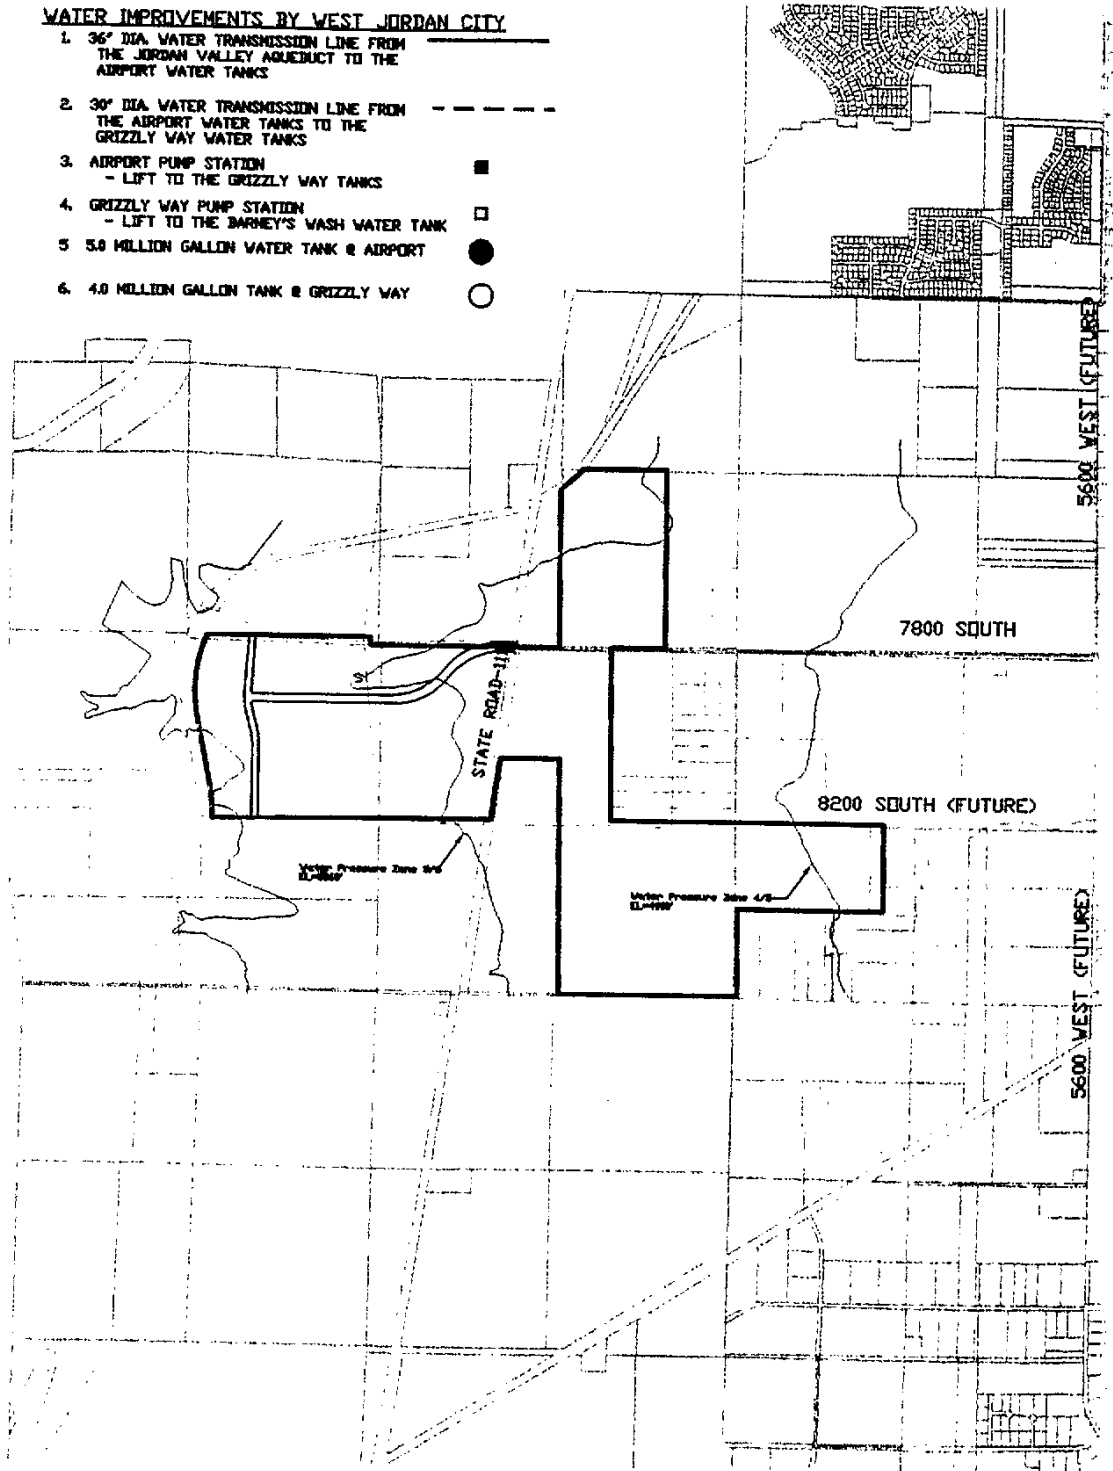 WATER IMPROVEMENTS BY WEST JORDAN CITY
1. 36" DIA. WATER TRANSMISSION LINE FROM
THE JORDAN VALLEY AQUEDUCT TO THE
AIRPORT WATER TANKS
2. 30" DIA. WATER TRANSMISSION LINE FROM
THE AIRPORT WATER TANKS TO THE
GRIZZLY WAY WATER TANKS
3. AIRPORT PUMP STATION
- LIFT TO THE GRIZZLY WAY TANKS
4. GRIZZLY WAY PUMP STATION
- LIFT TO THE BARNEY'S WASH WATER TANK
5 5.0 MILLION GALLON WATER TANK @ AIRPORT
6. 4.0 MILLION GALLON TANK @ GRIZZLY WAY
5600 WEST (FUTURE)
7800 SOUTH
STATE ROAD-111
8200 SOUTH (FUTURE)
Water Pressure Zone
Water Pressure Zone 4/5
5600 WEST (FUTURE)